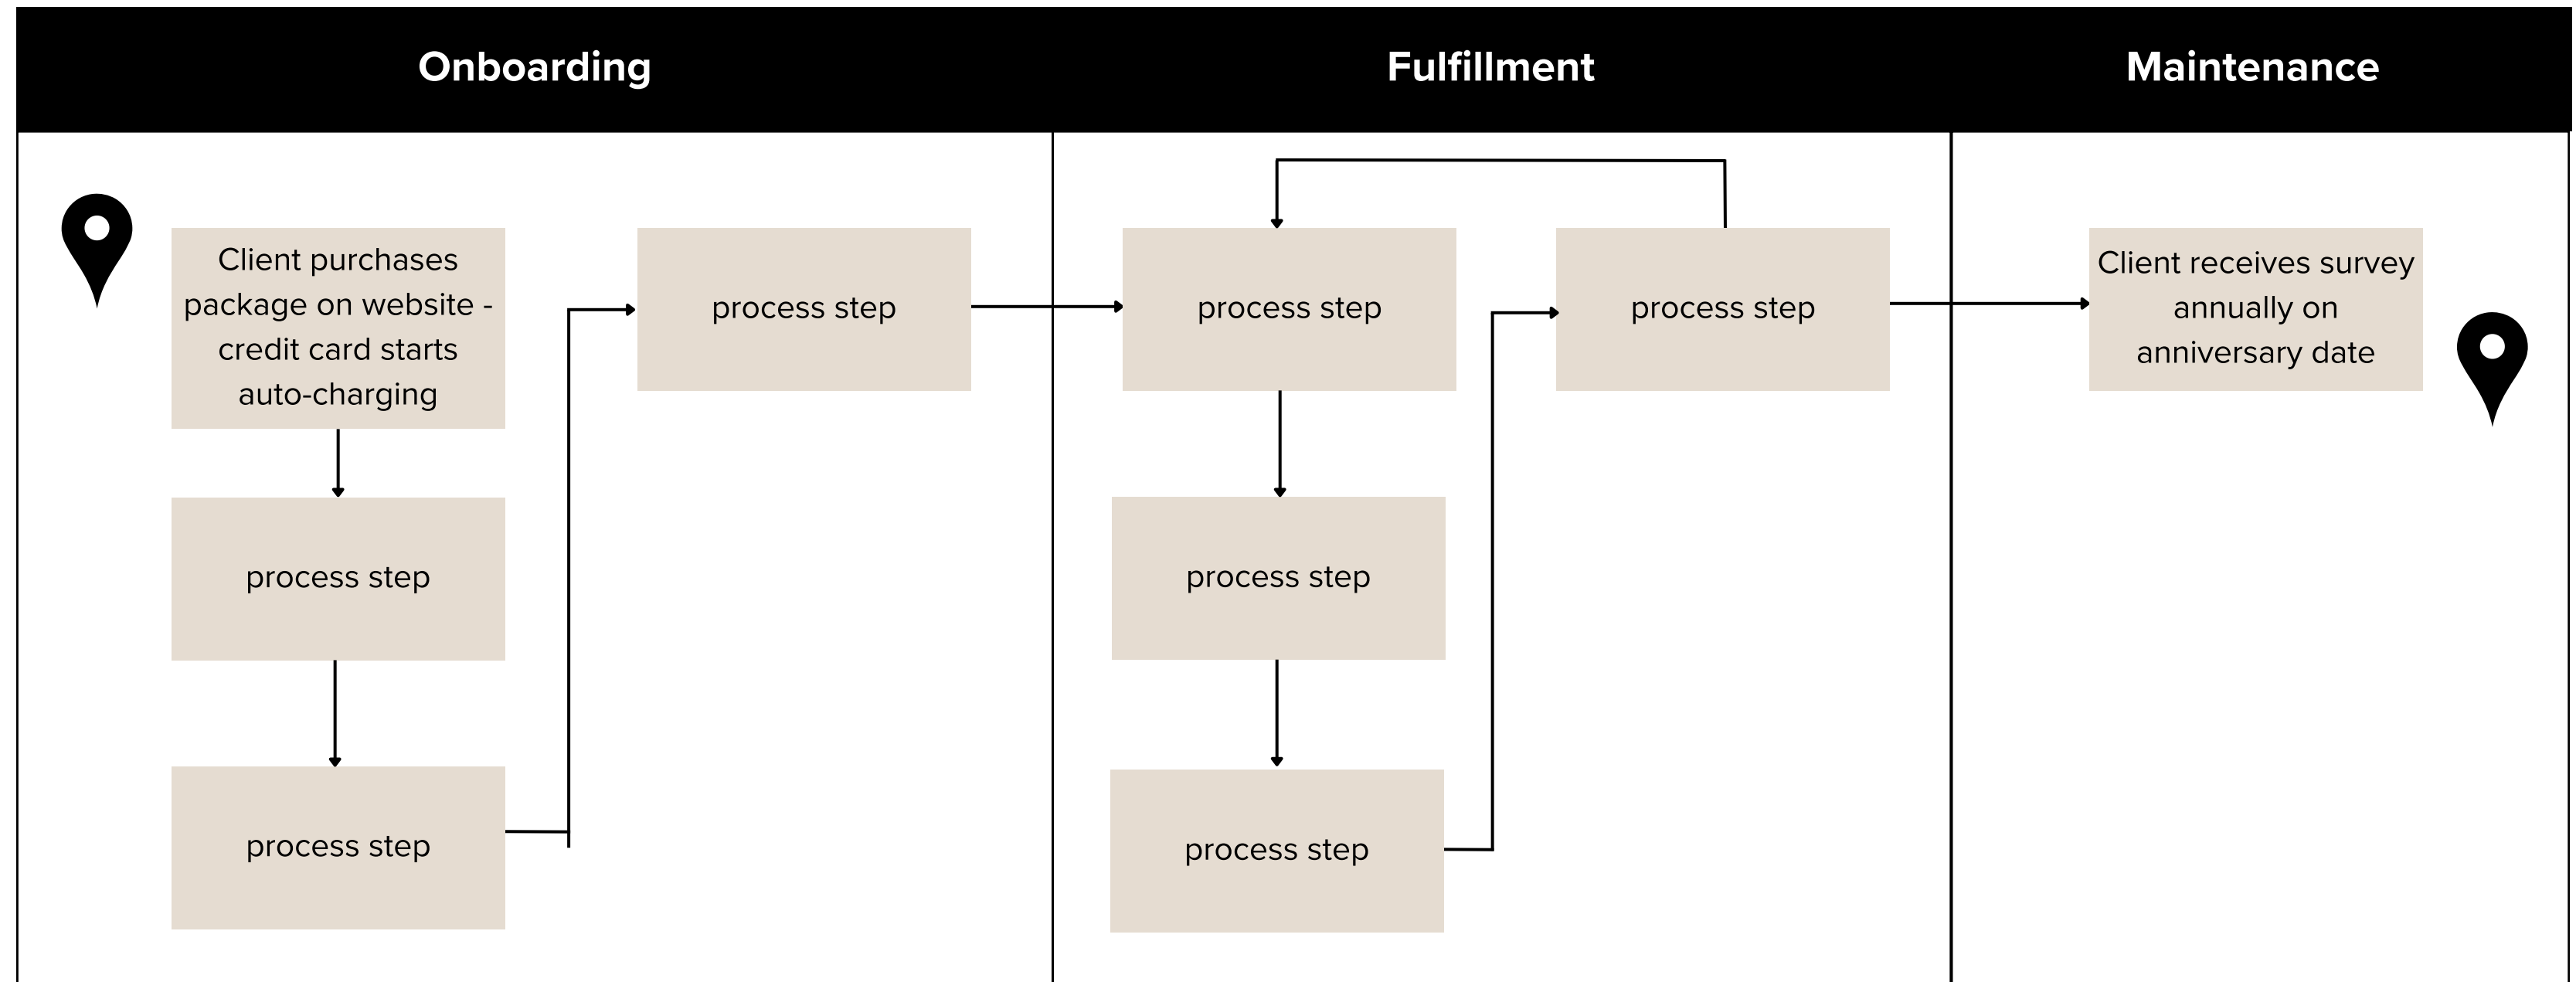 Onboarding
Fulfillment
Maintenance
Client purchases
package on website -
credit card starts
auto-charging
process step
process step
process step
process step
process step
process step
process step
Client receives survey
annually on
anniversary date